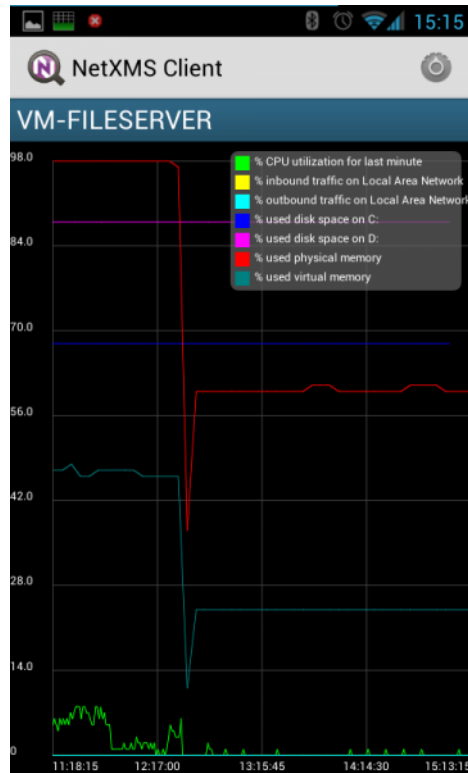 15:15
NetXMS Client
VM-FILESERVER
98.0
% CPU utilization for last minute
% inbound traffic on Local Area Network
% outbound traffic on Local Area Network
% used disk space on C:
% used disk space on D:
% used physical memory
% used virtual memory
84.0
70.0
56.0
42.0
28.0
14.0
0
11:18:15 12:17:00 13:15:45 14:14:30 15:13:15